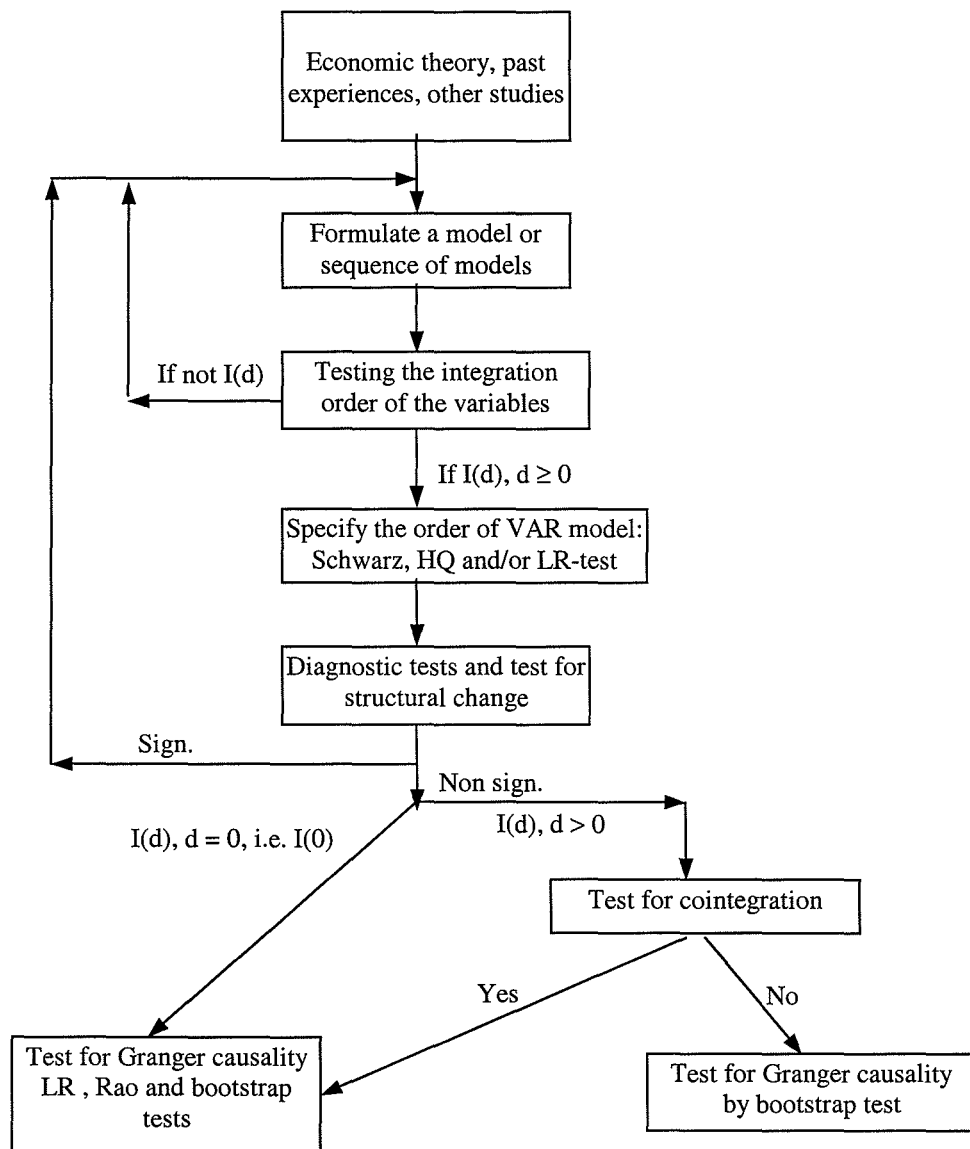 Economic theory, past
experiences, other studies
Formulate a model or
sequence of models
If not I(d)
Testing the integration
order of the variables
If I(d), d ≥ 0
Specify the order of VAR model:
Schwarz, HQ and/or LR-test
Diagnostic tests and test for
structural change
Sign.
Non sign.
I(d), d = 0, i.e. I(0)
I(d), d > 0
Test for cointegration
Yes
No
Test for Granger causality
LR , Rao and bootstrap
tests
Test for Granger causality
by bootstrap test